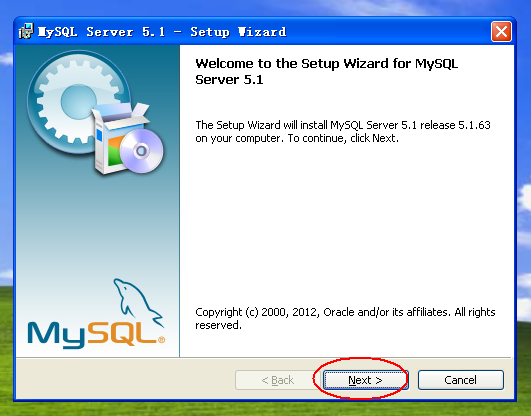 MySQL Server 5.1 - Setup Wizard
Welcome to the Setup Wizard for MySQL
Server 5.1
The Setup Wizard will install MySQL Server 5.1 release 5.1.63
on your computer. To continue, click Next.
Copyright (c) 2000, 2012, Oracle and/or its affiliates. All rights
reserved.
MySQL®
< Back
Next >
Cancel